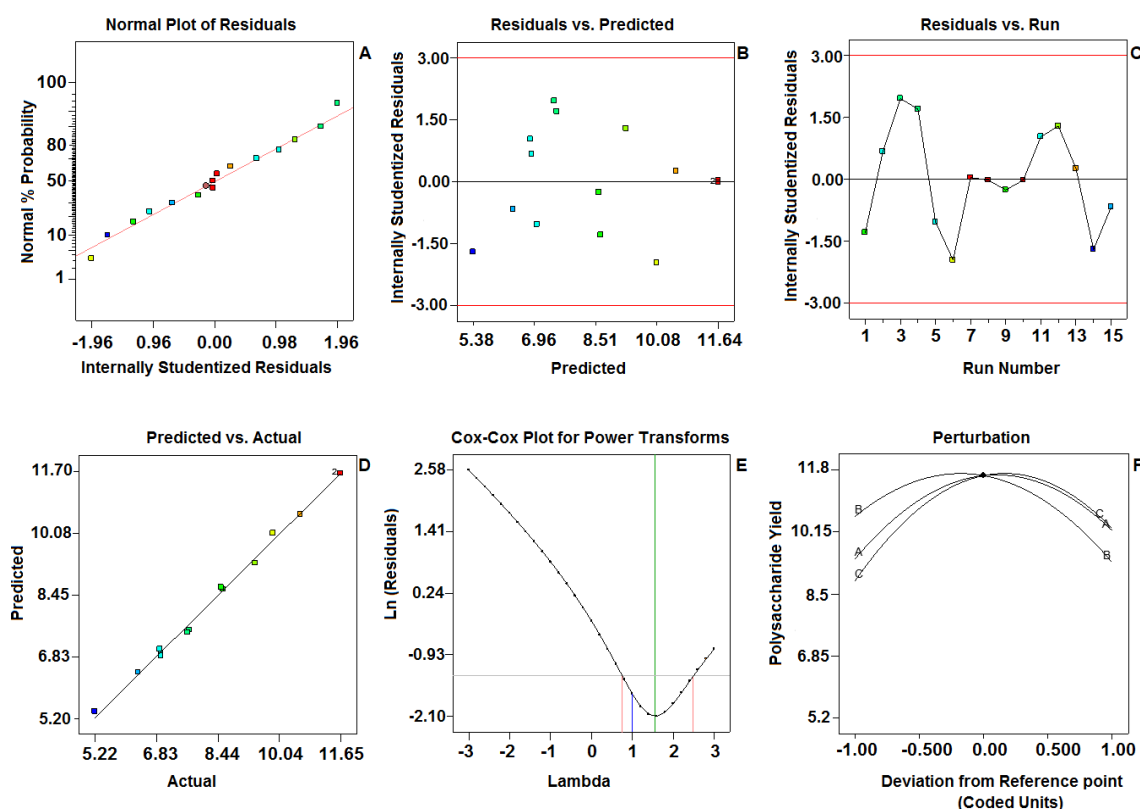 Normal Plot of Residuals
A
Normal % Probability
100
80
50
10
1
-1.96
0.96
0.00
0.98
1.96
Internally Studentized Residuals
Residuals vs. Predicted
B
Internally Studentized Residuals
3.00
1.50
0.00
-1.50
-3.00
2
5.38
6.96
8.51
10.08
11.64
Predicted
Residuals vs. Run
C
Internally Studentized Residuals
3.00
1.50
0.00
-1.50
-3.00
1
3
5
7
9
11
13
15
Run Number
Predicted vs. Actual
D
Predicted
11.70
10.08
8.45
6.83
5.20
2
5.22
6.83
8.44
10.04
11.65
Actual
Cox-Cox Plot for Power Transforms
E
Ln (Residuals)
2.58
1.41
0.24
-0.93
-2.10
-3
-2
-1
0
1
2
3
Lambda
Perturbation
F
Polysaccharide Yield
11.8
10.15
8.5
6.85
5.2
B
A
C
C
A
B
-1.00
-0.500
0.00
0.500
1.00
Deviation from Reference point
(Coded Units)